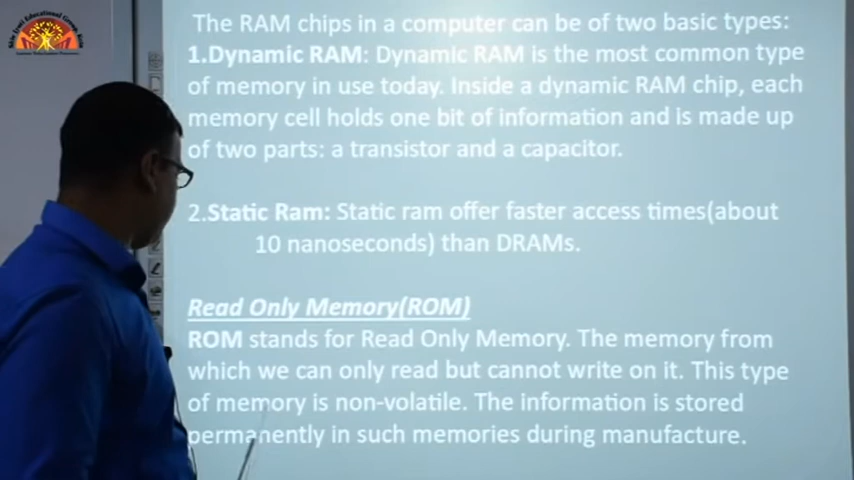 The RAM chips in a computer can be of two basic types:
1.Dynamic RAM: Dynamic RAM is the most common type
of memory in use today. Inside a dynamic RAM chip, each
memory cell holds one bit of information and is made up
of two parts: a transistor and a capacitor.
2.Static Ram: Static ram offer faster access times(about
10 nanoseconds) than DRAMs.
Read Only Memory(ROM)
ROM stands for Read Only Memory. The memory from
which we can only read but cannot write on it. This type
of memory is non-volatile. The information is stored
permanently in such memories during manufacture.